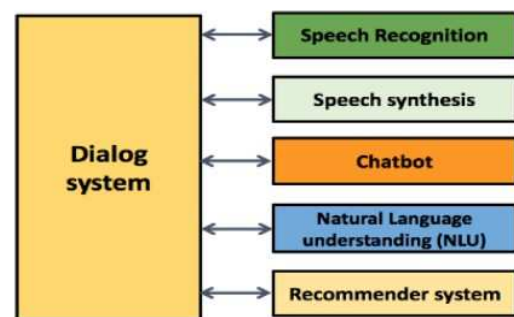 Dialog
system
Speech Recognition
Speech synthesis
Chatbot
Natural Language
understanding (NLU)
Recommender system